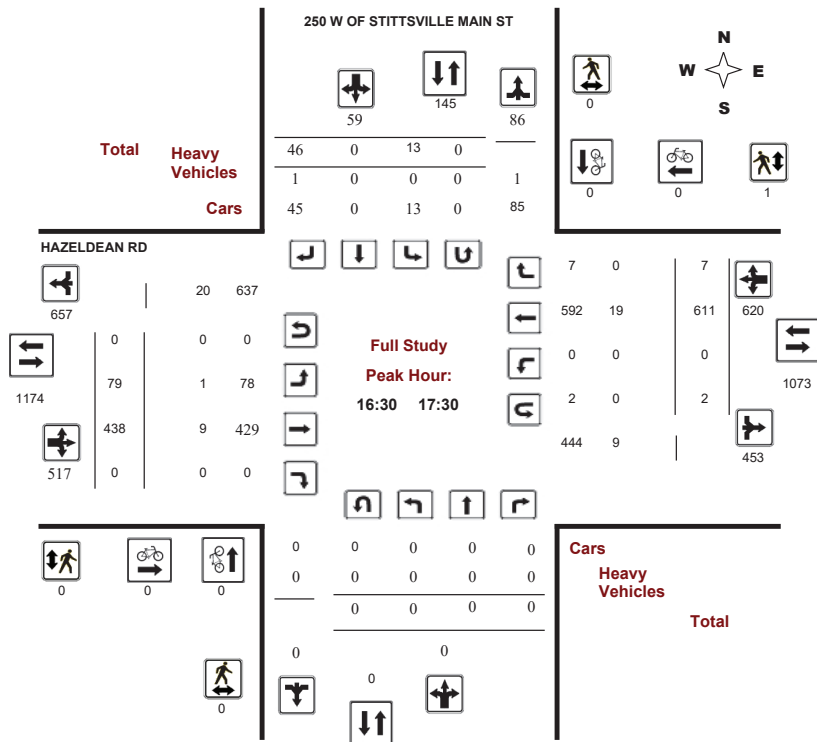 250 W OF STITTSVILLE MAIN ST
N
W E
S
145
0
59 86
Total Heavy Vehicles
46 0 13 0
1 0 0 0 1
Cars 45 0 13 0 85
0 0 1
HAZELDEAN RD
657 20 637
0 0 0
1174 79 1 78
438 9 429
517 0 0 0
Full Study
Peak Hour:
16:30 17:30
7 0 7
592 19 611 620
0 0 0
1073
2 0 2
444 9 453
0 0 0
0 0 0 0 0
0 0 0 0 0
0 0 0 0
0 0
0
0
Cars
Heavy
Vehicles
Total